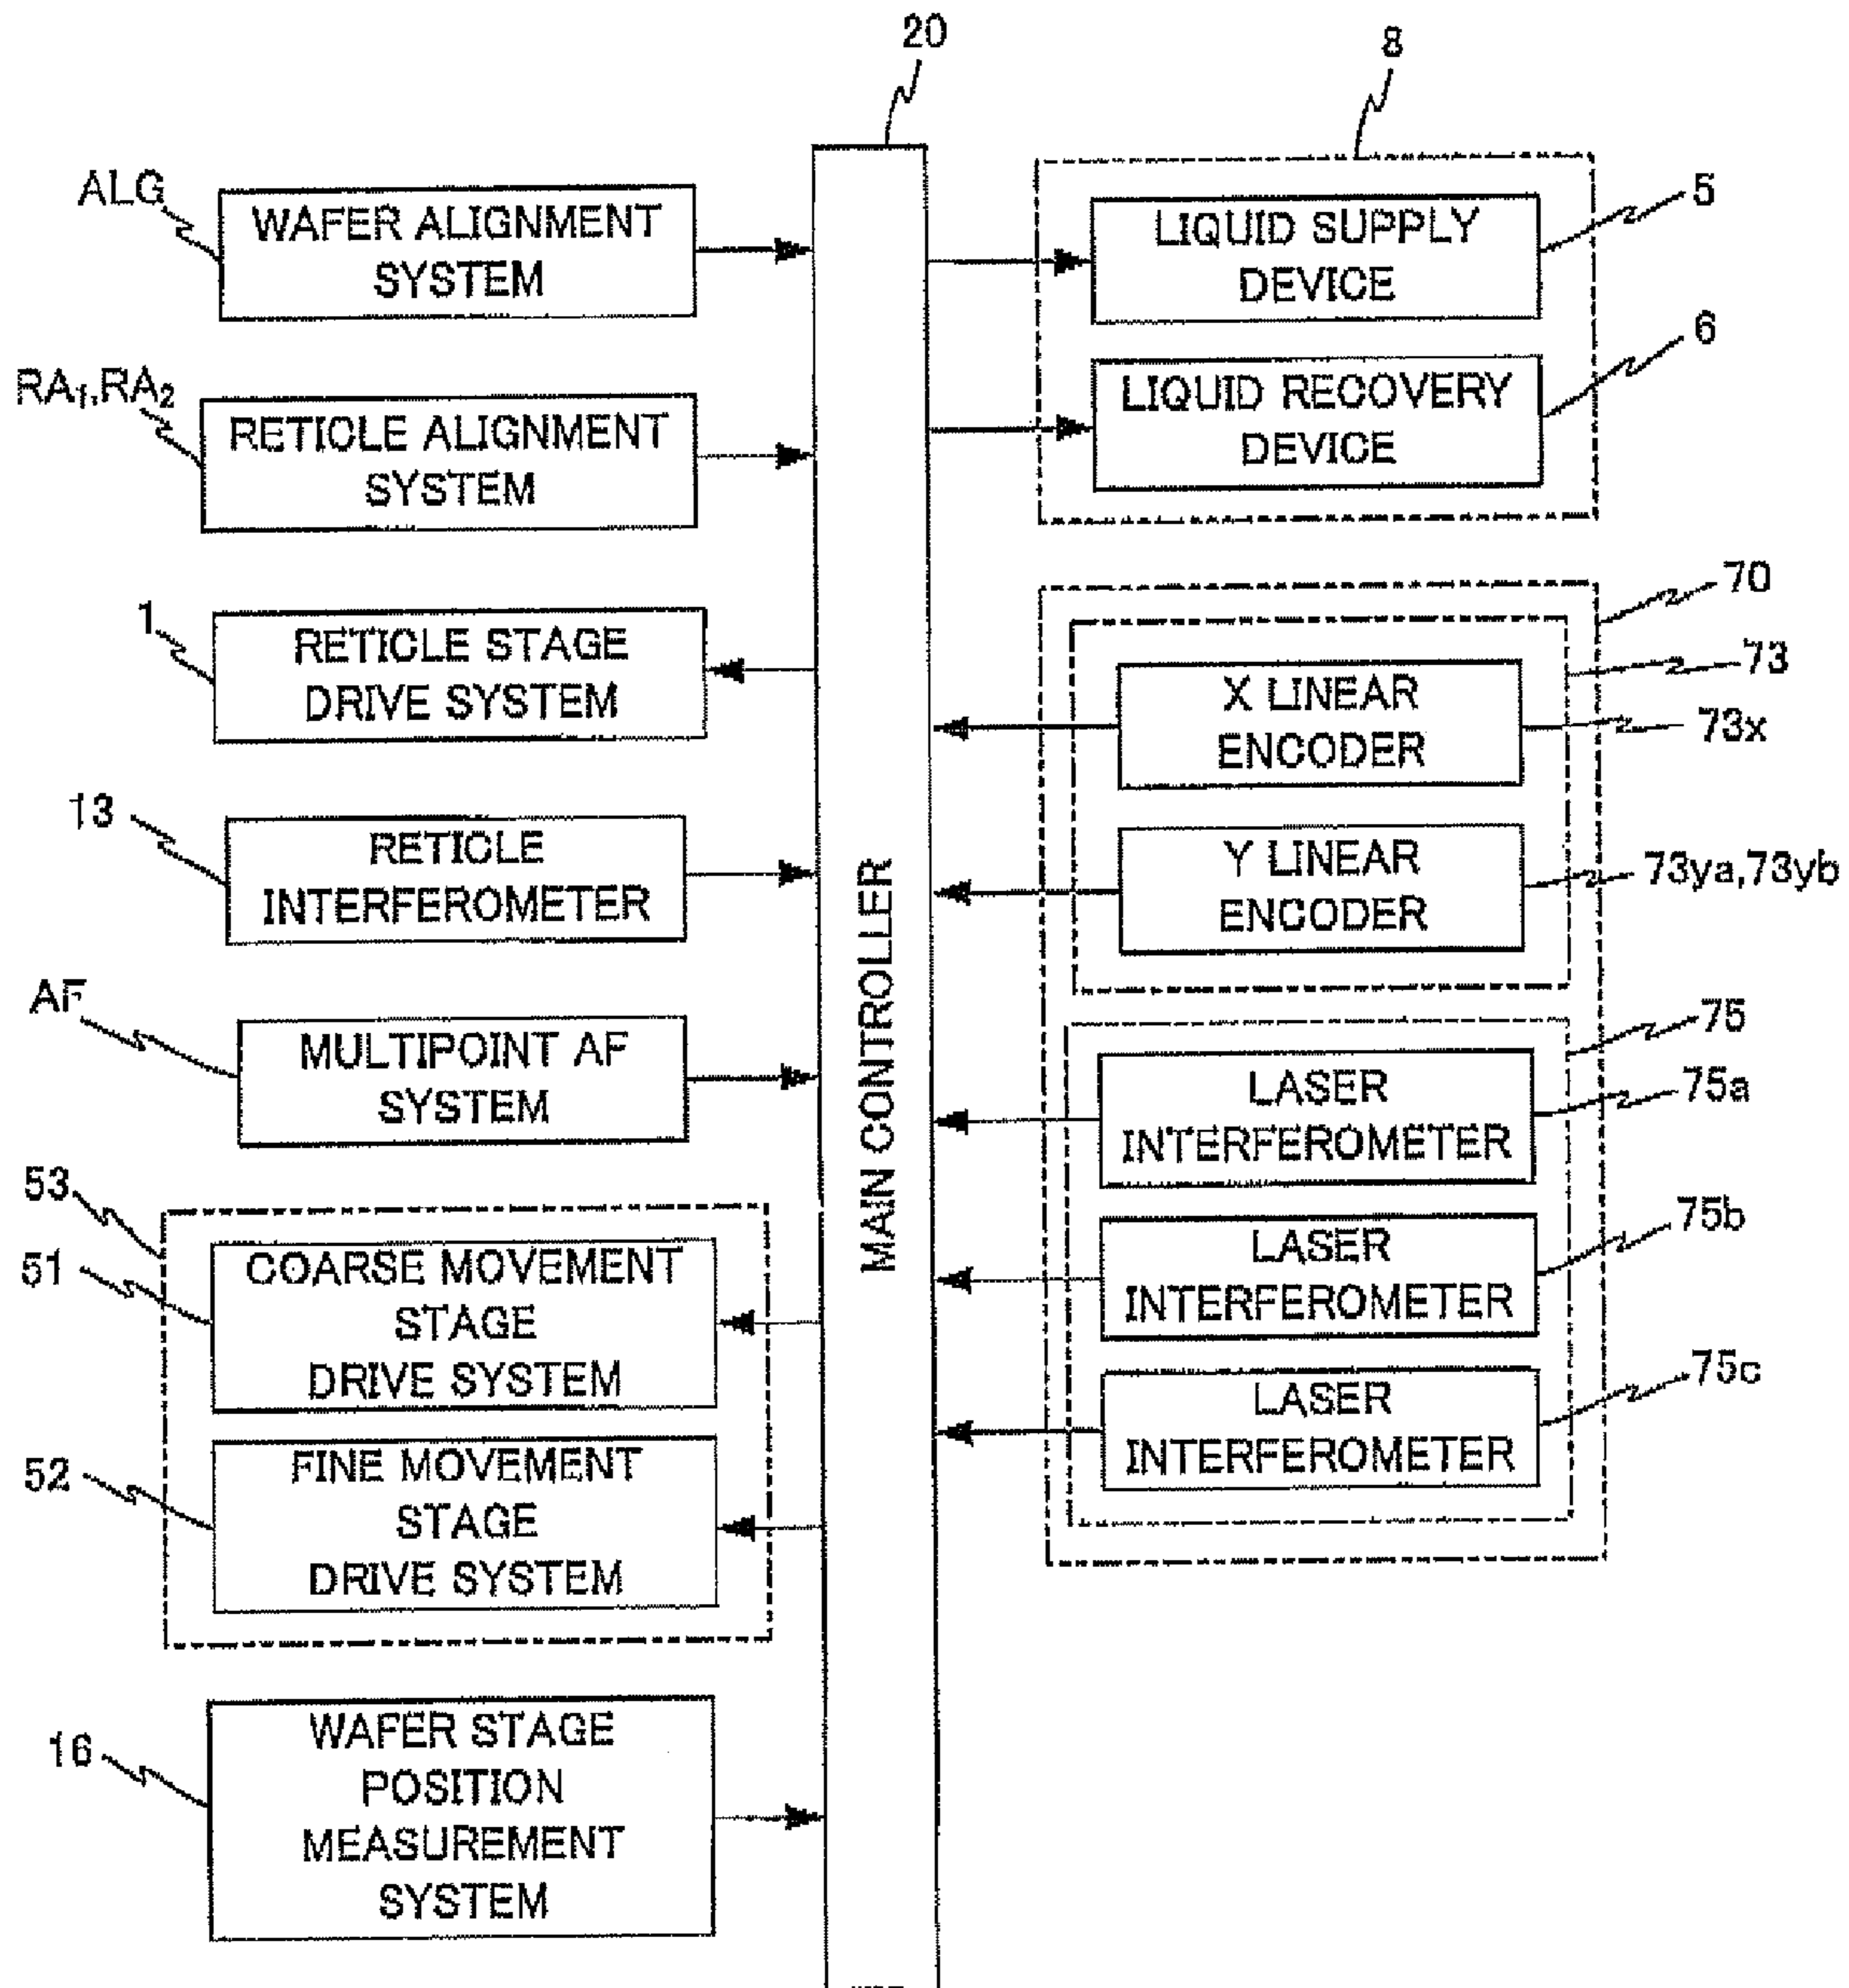 20
8
ALG
WAFER ALIGNMENT
SYSTEM
LIQUID SUPPLY
DEVICE
5
RA₁,RA₂
RETICLE ALIGNMENT
SYSTEM
LIQUID RECOVERY
DEVICE
6
1
RETICLE STAGE
DRIVE SYSTEM
70
73
X LINEAR
ENCODER
73x
13
RETICLE
INTERFEROMETER
Y LINEAR
ENCODER
73ya,73yb
MAIN CONTROLLER
AF
MULTIPOINT AF
SYSTEM
75
LASER
INTERFEROMETER
75a
53
51
COARSE MOVEMENT
STAGE
DRIVE SYSTEM
LASER
INTERFEROMETER
75b
LASER
INTERFEROMETER
75c
52
FINE MOVEMENT
STAGE
DRIVE SYSTEM
16
WAFER STAGE
POSITION
MEASUREMENT
SYSTEM